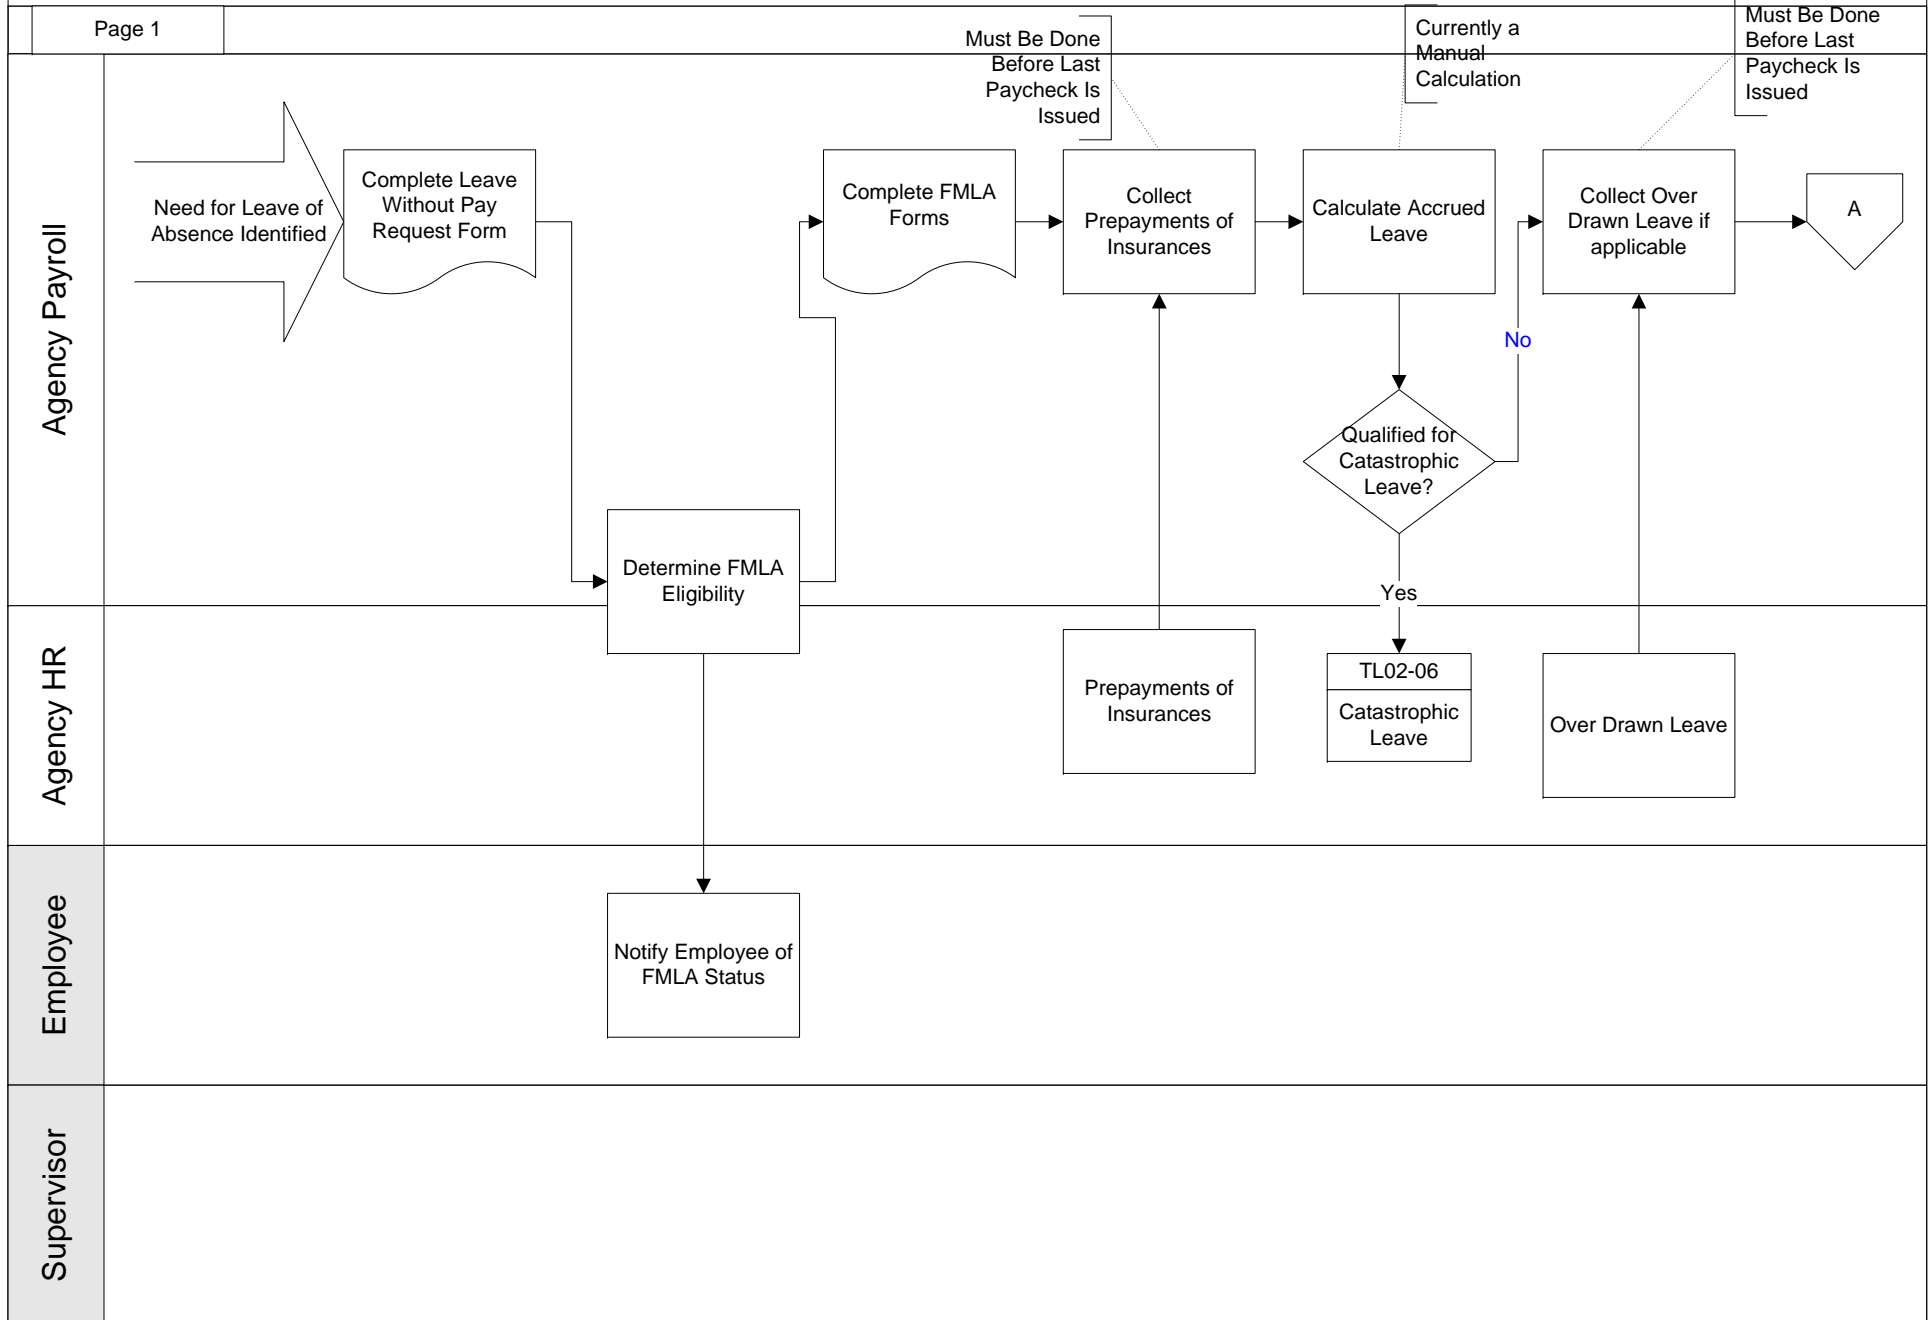 Page 1
Must Be Done
Before Last
Paycheck Is
Issued
Currently a
Manual
Calculation
Must Be Done
Before Last
Paycheck Is
Issued
Agency Payroll
Need for Leave of
Absence Identified
Complete Leave
Without Pay
Request Form
Complete FMLA
Forms
Collect
Prepayments of
Insurances
Calculate Accrued
Leave
Collect Over
Drawn Leave if
applicable
A
No
Qualified for
Catastrophic
Leave?
Determine FMLA
Eligibility
Yes
Agency HR
Prepayments of
Insurances
TL02-06
Catastrophic
Leave
Over Drawn Leave
Employee
Notify Employee of
FMLA Status
Supervisor